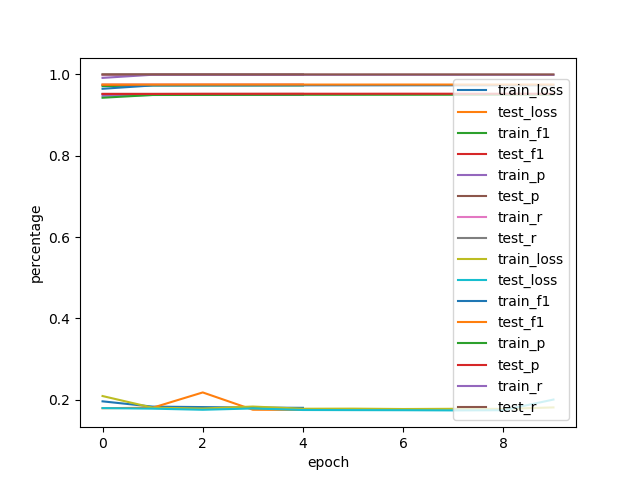 1.0
0.8
0.6
0.4
0.2
percentage
0 2 4 6 8
epoch
train_loss
test_loss
train_f1
test_f1
train_p
test_p
train_r
test_r
train_loss
test_loss
train_f1
test_f1
train_p
test_p
train_r
test_r